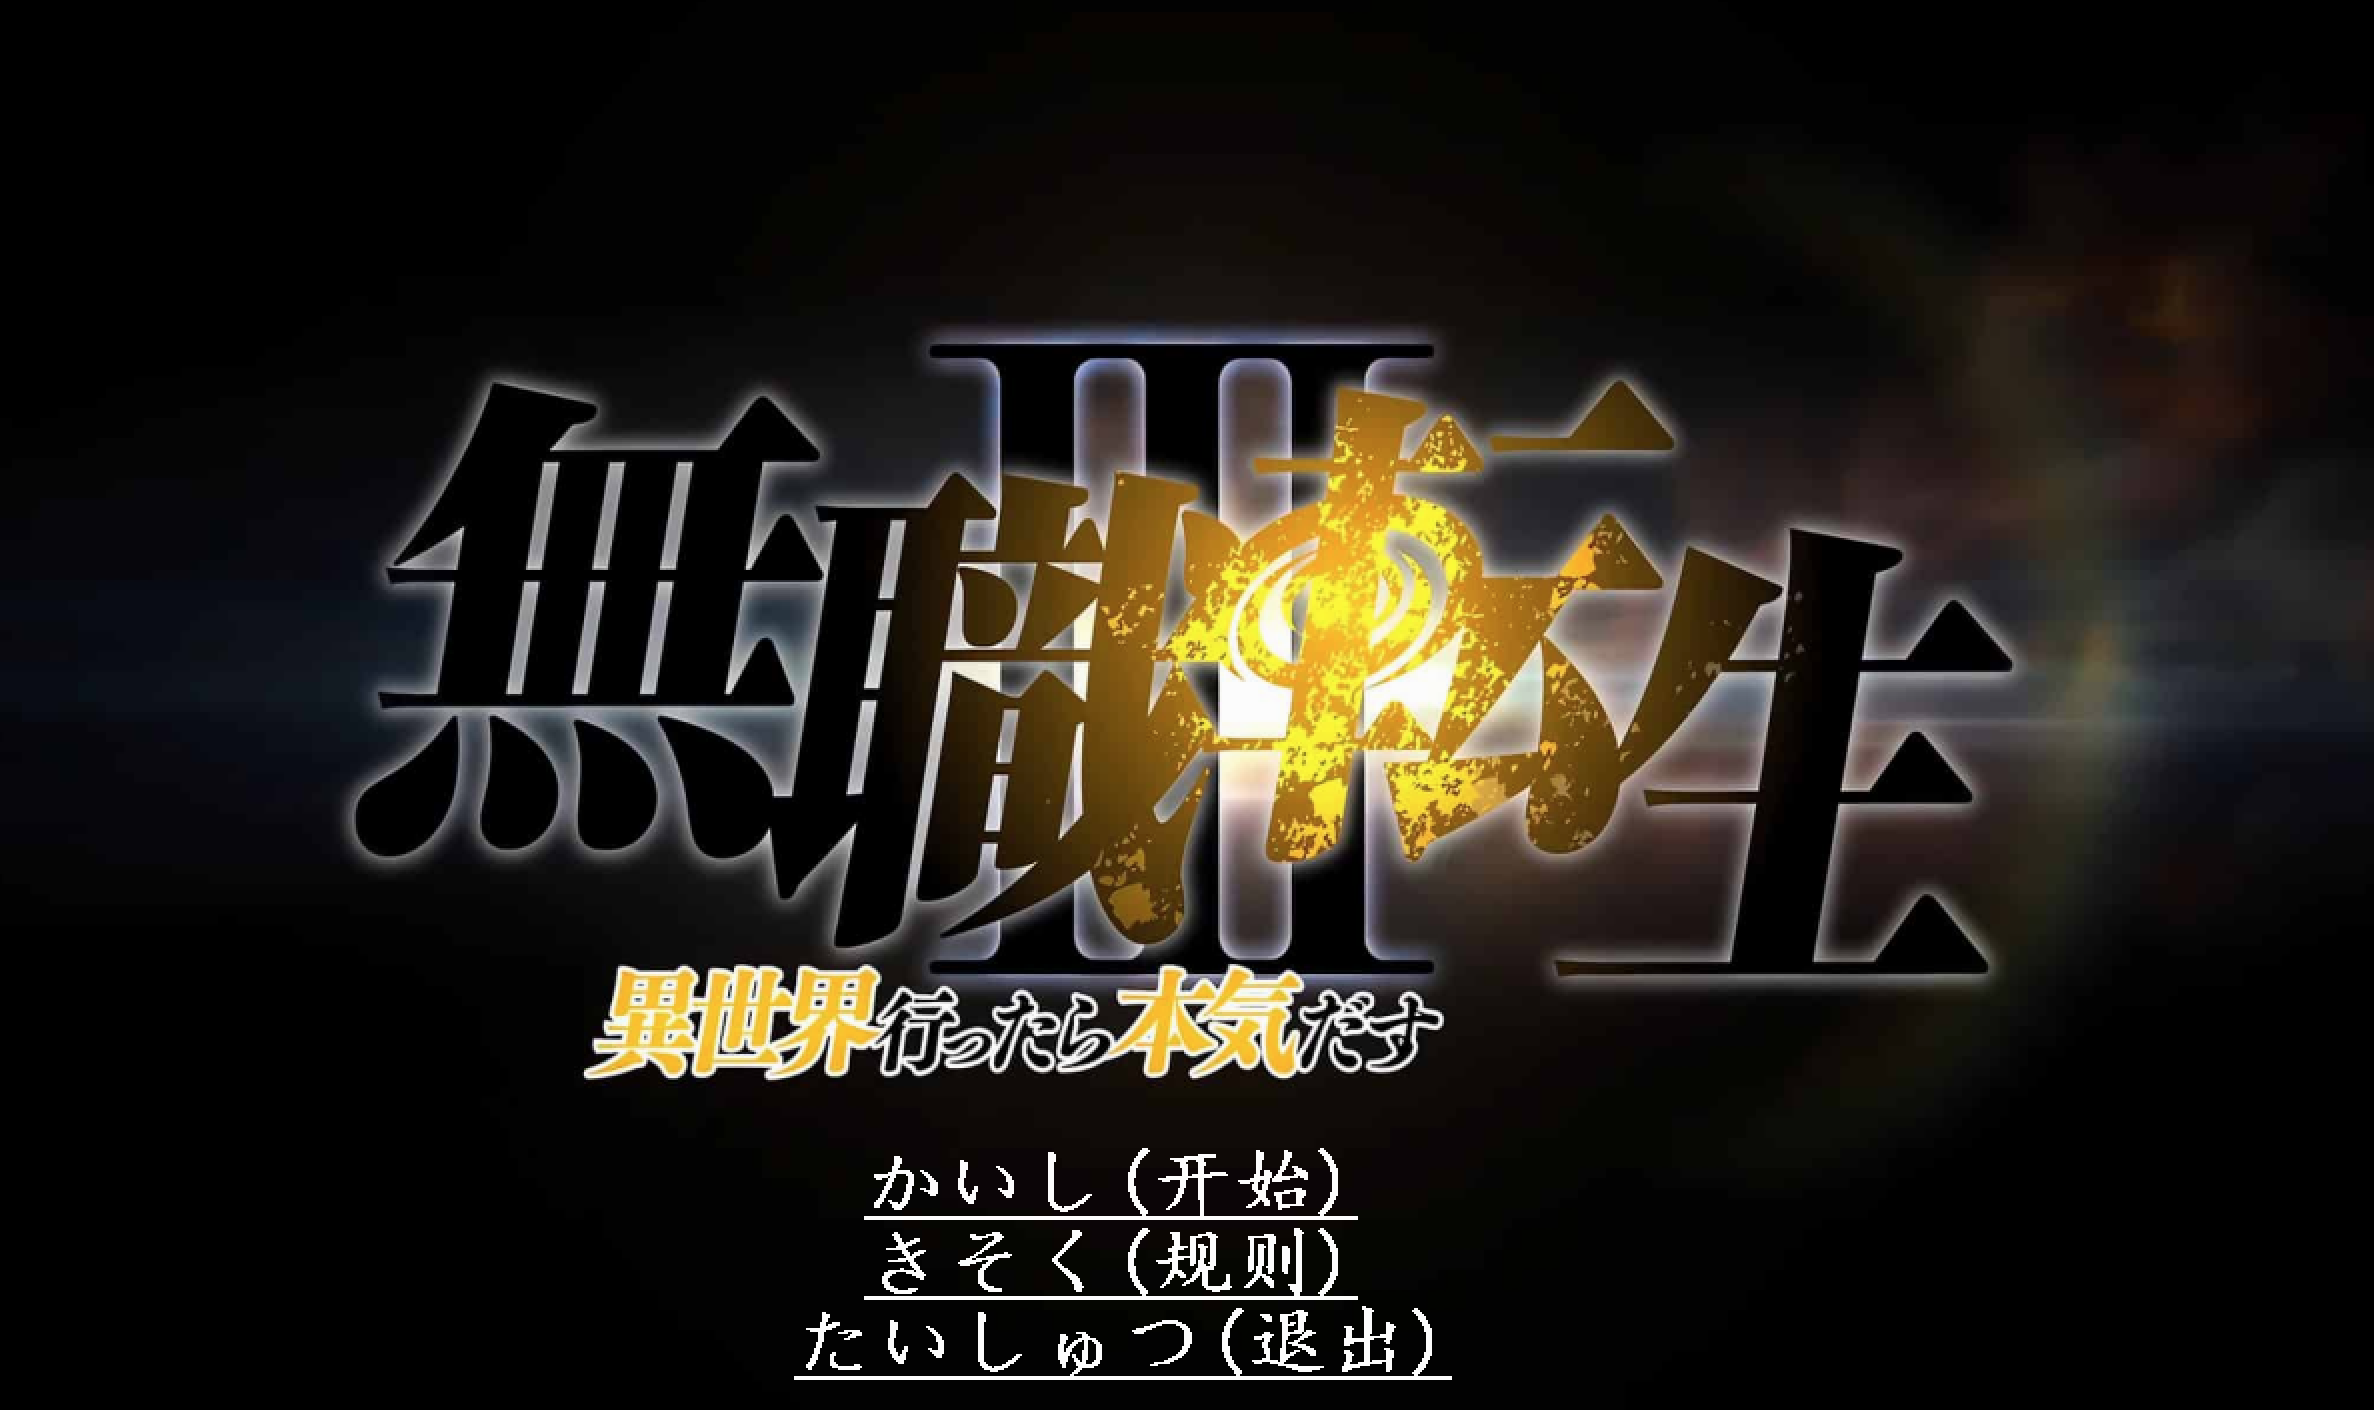 Ⅲ
無職転生
異世界行ったら本気だす
かいし(开始)
きそく(规则)
たいしゅつ(退出)